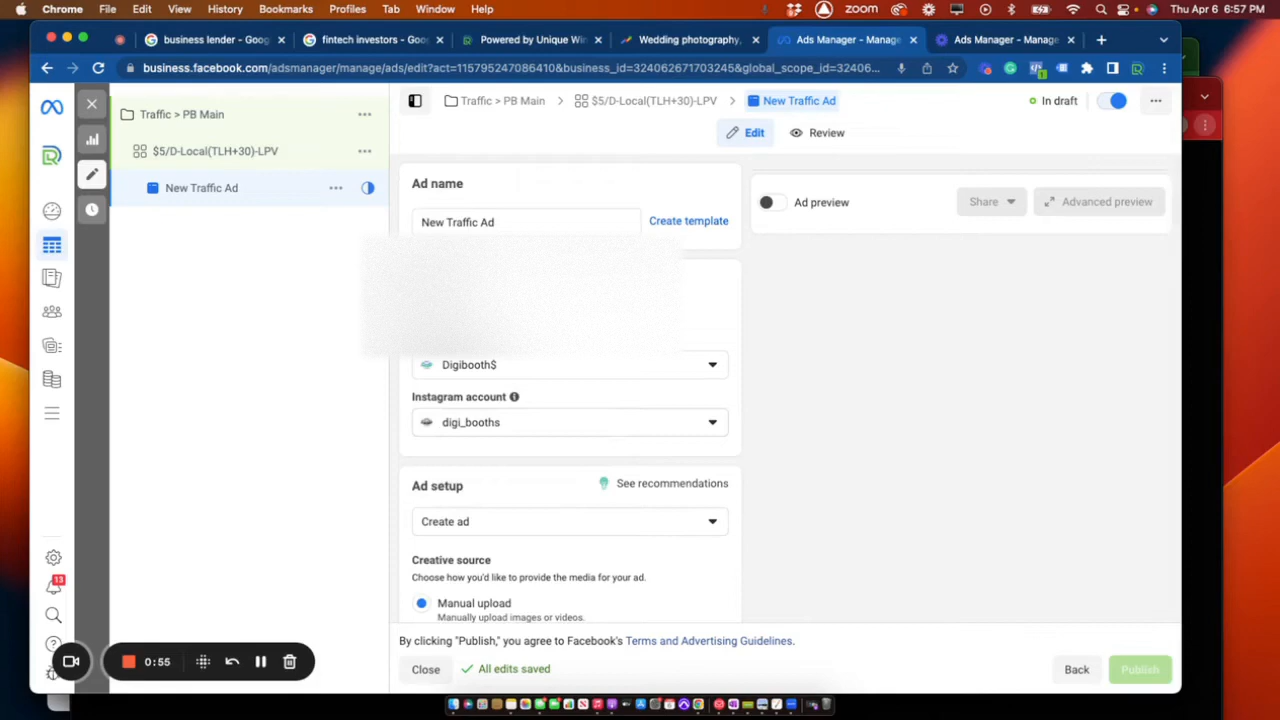 Chrome File Edit View History Bookmarks Profiles Tab Window Help zoom Thu Apr 6 6:57 PM
business lender - Goo fintech investors - Goo Powered by Unique Wi Wedding photography, Ads Manager - Manage Ads Manager - Manage
business.facebook.com/adsmanager/manage/ads/edit?act=115795247086410&business_id=324062671703245&global_scope_id=32406...
Traffic > PB Main
$5/D-Local(TLH+30)-LPV
New Traffic Ad
Traffic > PB Main $5/D-Local(TLH+30)-LPV New Traffic Ad In draft
Edit Review
Ad name
New Traffic Ad Create template
Ad preview Share Advanced preview
Digibooth$
Instagram account
digi_booths
Ad setup See recommendations
Create ad
Creative source
Choose how you'd like to provide the media for your ad.
Manual upload
Manually upload images or videos.
By clicking "Publish," you agree to Facebook's Terms and Advertising Guidelines.
Close All edits saved Back Publish
13
0:55